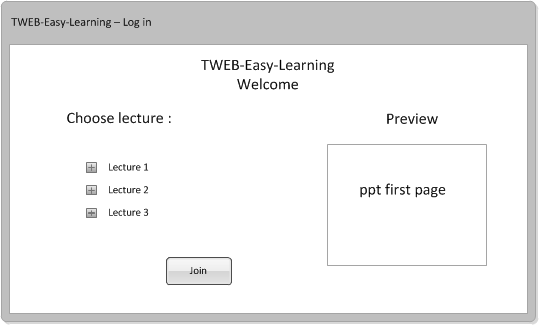 TWEB-Easy-Learning – Log in
TWEB-Easy-Learning
Welcome
Choose lecture :
Preview
Lecture 1
Lecture 2
Lecture 3
ppt first page
Join